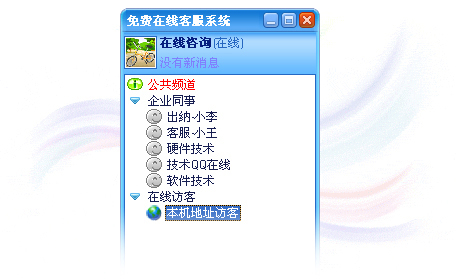 免费在线客服系统
在线咨询(在线)
没有新消息
公共频道
企业同事
出纳-小李
客服-小王
硬件技术
技术QQ在线
软件技术
在线访客
本机地址访客